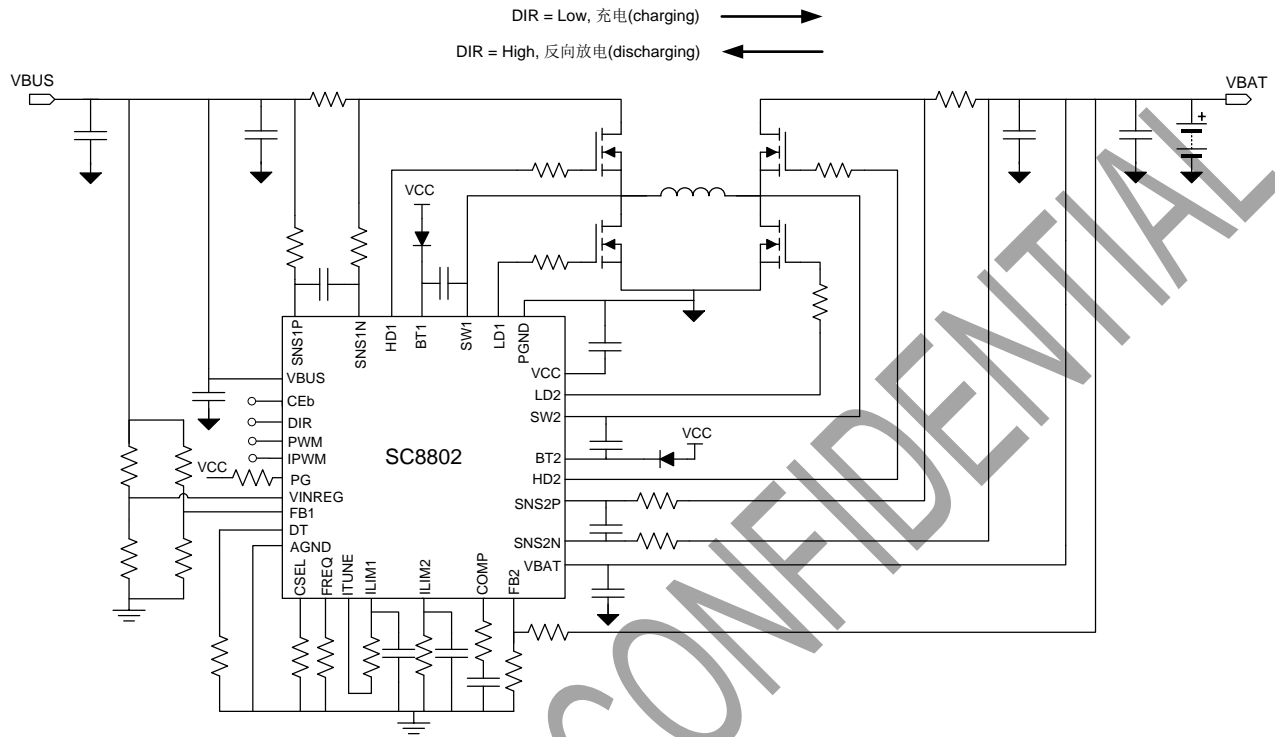 DIR = Low, 充电(charging)
DIR = High, 反向放电(discharging)
VBUS
VBAT
VCC
SNS1P
SNS1N
HD1
BT1
SW1
LD1
PGND
VBUS
CEb
DIR
PWM
IPWM
VCC
PG
VINREG
FB1
DT
AGND
SC8802
VCC
LD2
SW2
BT2
VCC
HD2
SNS2P
SNS2N
VBAT
CSEL
FREQ
ITUNE
ILIM1
ILIM2
COMP
FB2
+
CONFIDENTIAL